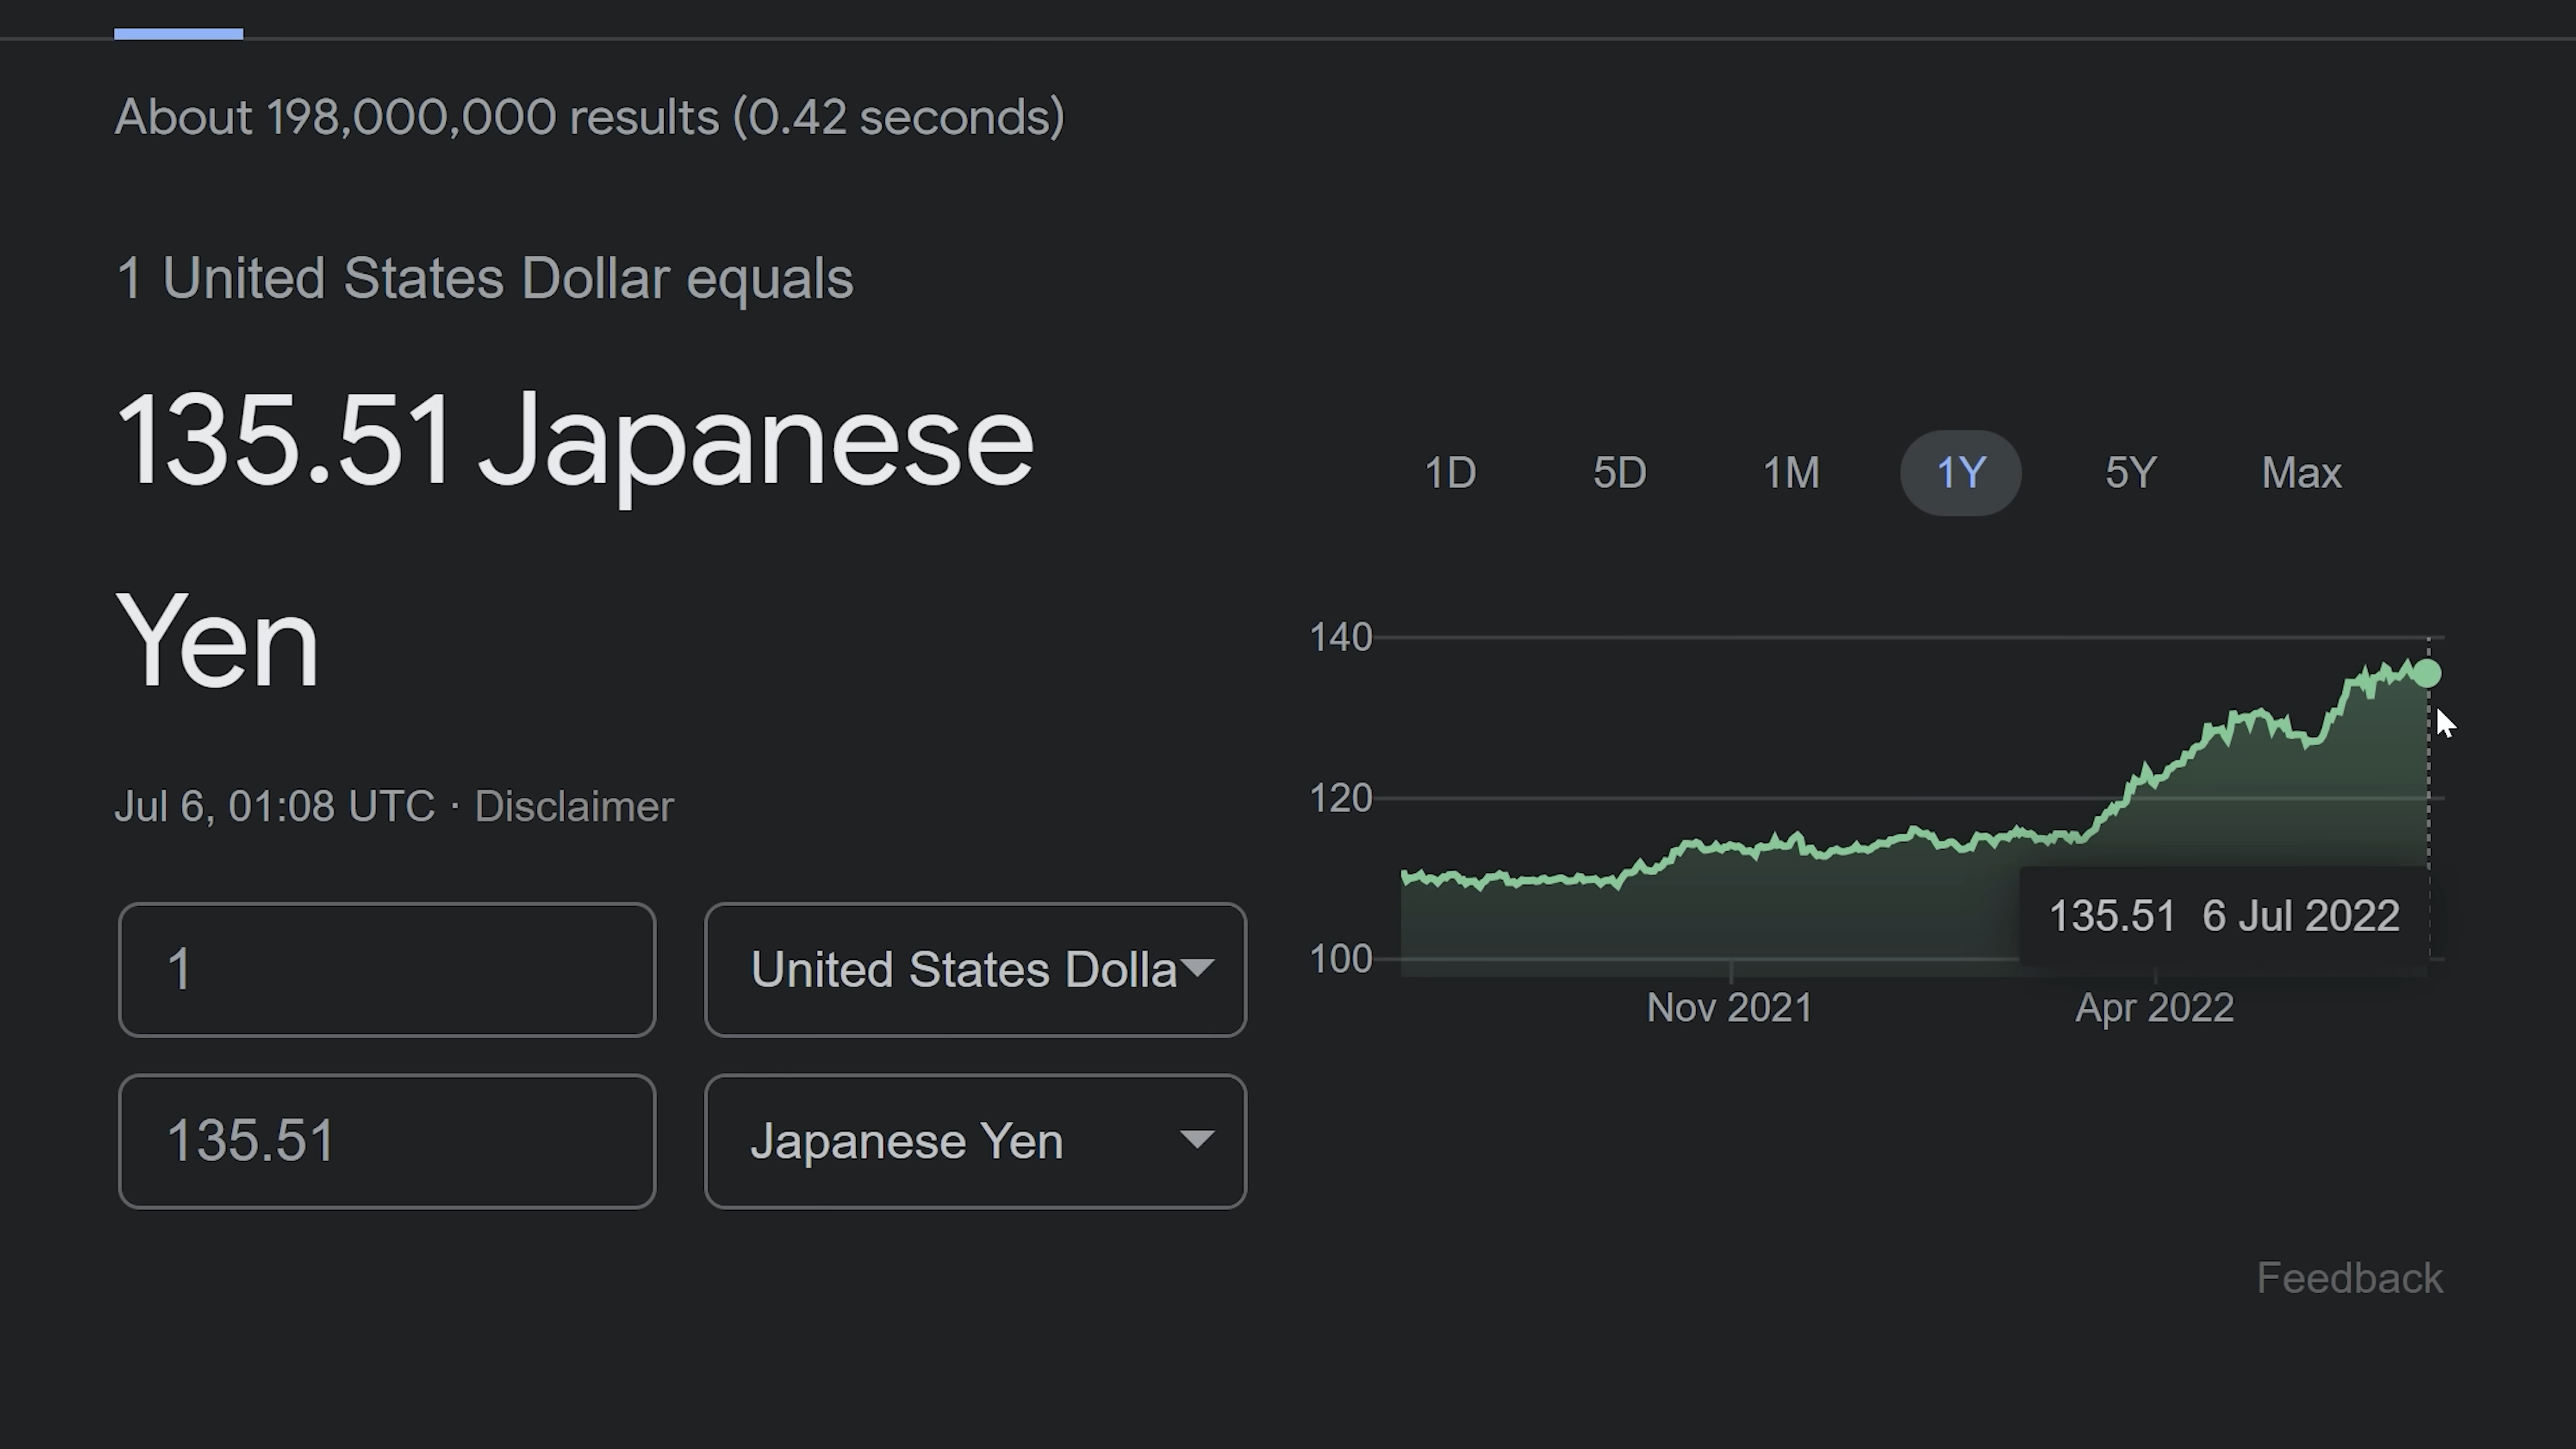 About 198,000,000 results (0.42 seconds)
1 United States Dollar equals
135.51 Japanese
Yen
Jul 6, 01:08 UTC · Disclaimer
1
United States Dolla
135.51
Japanese Yen
1D 5D 1M 1Y 5Y Max
140
120
100
135.51 6 Jul 2022
Nov 2021 Apr 2022
Feedback